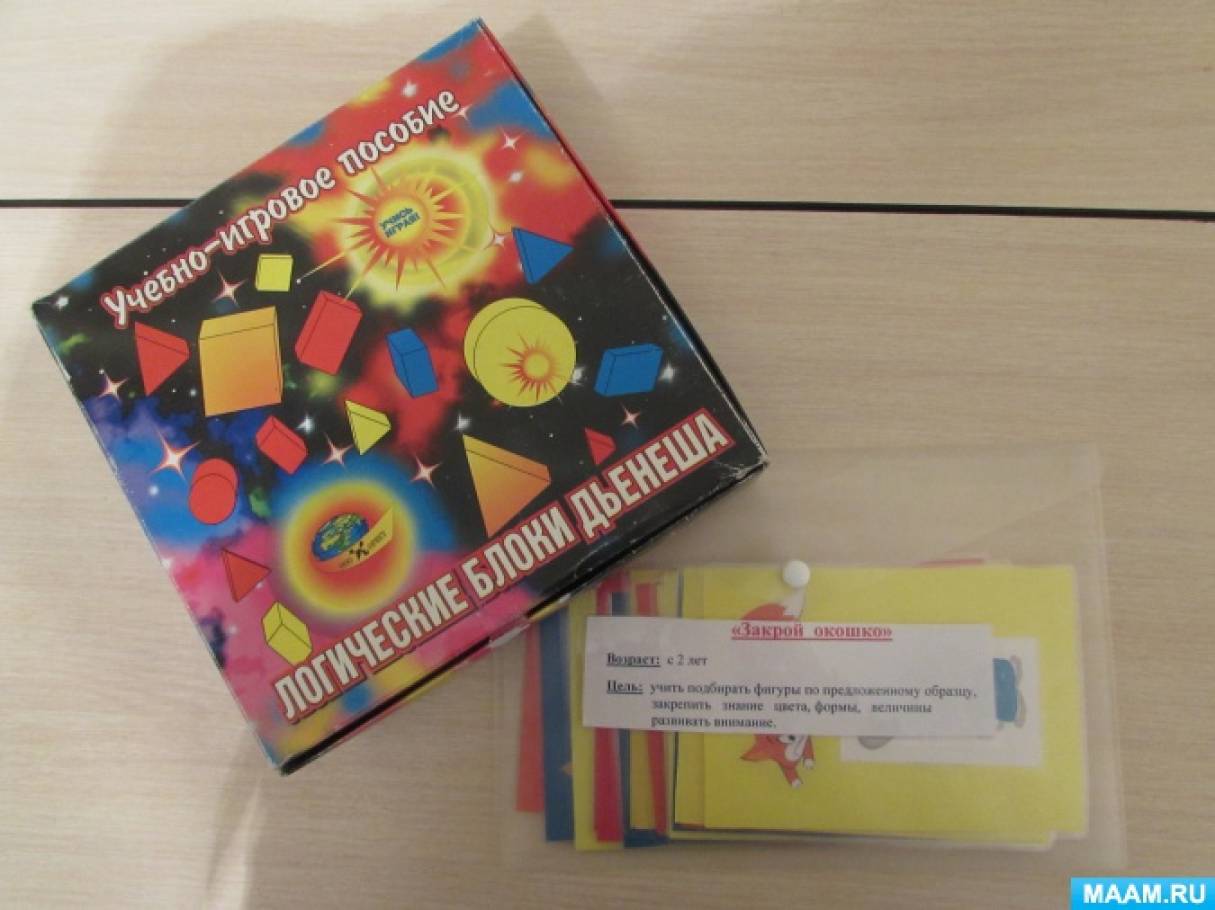 Учебно-игровое пособие
УЧИСЬ
ИГРАЯ!
ЛОГИЧЕСКИЕ БЛОКИ ДЬЕНЕША
«Закрой окошко»
Возраст: с 2 лет
Цель: учить подбирать фигуры по предложенному образцу,
закрепить знание цвета, формы, величины
развивать внимание.
MAAM.RU